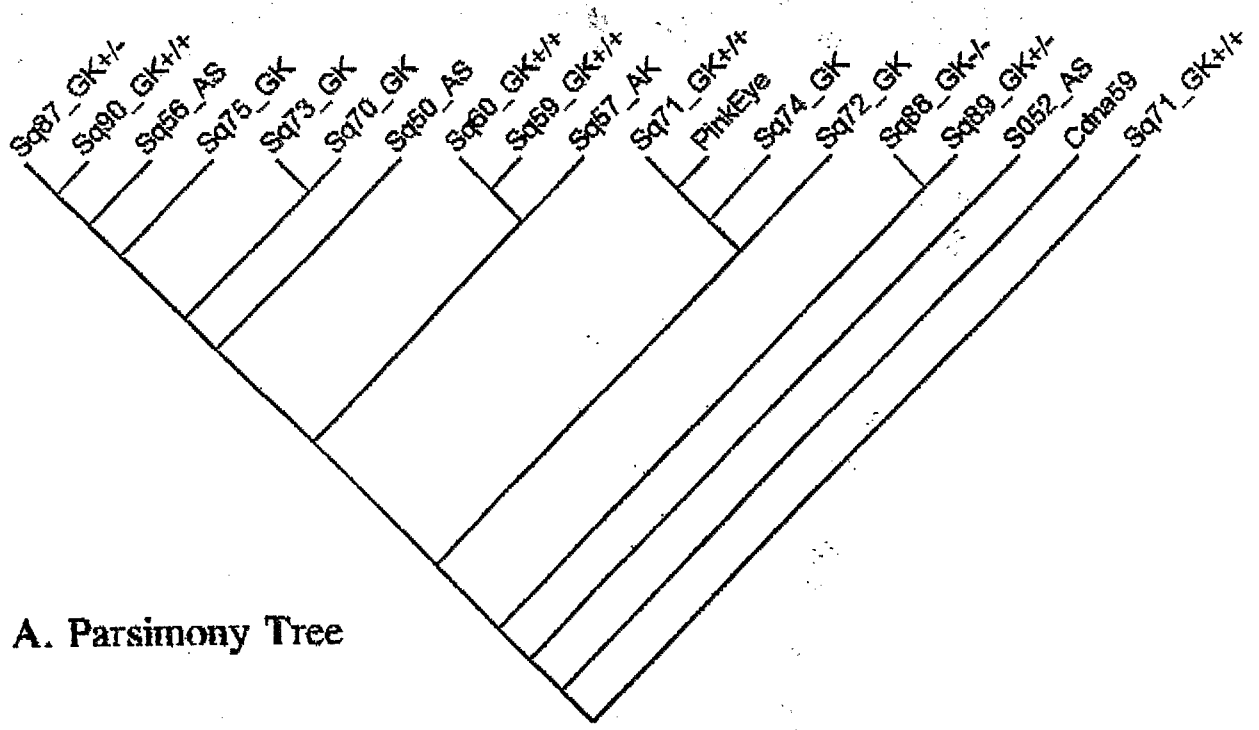 Sq87_GK+/-
Sq90_GK+/+
Sq56_AS
Sq75_GK
Sq73_GK
Sq70_GK
Sq50_AS
Sq60_GK+/+
Sq59_GK+/+
Sq57_AK
Sq71_GK+/+
PinkEye
Sq74_GK
Sq72_GK
Sq88_GK-/-
Sq89_GK+/-
S052_AS
Cdna59
Sq71_GK+/+
A. Parsimony Tree